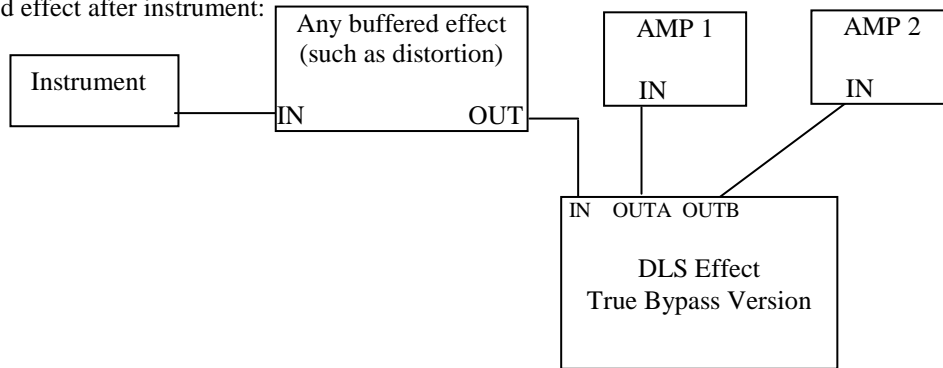 effect after instrument:
Any buffered effect
(such as distortion)
AMP 1
AMP 2
Instrument
IN
IN
IN
OUT
IN OUTA OUTB
DLS Effect
True Bypass Version